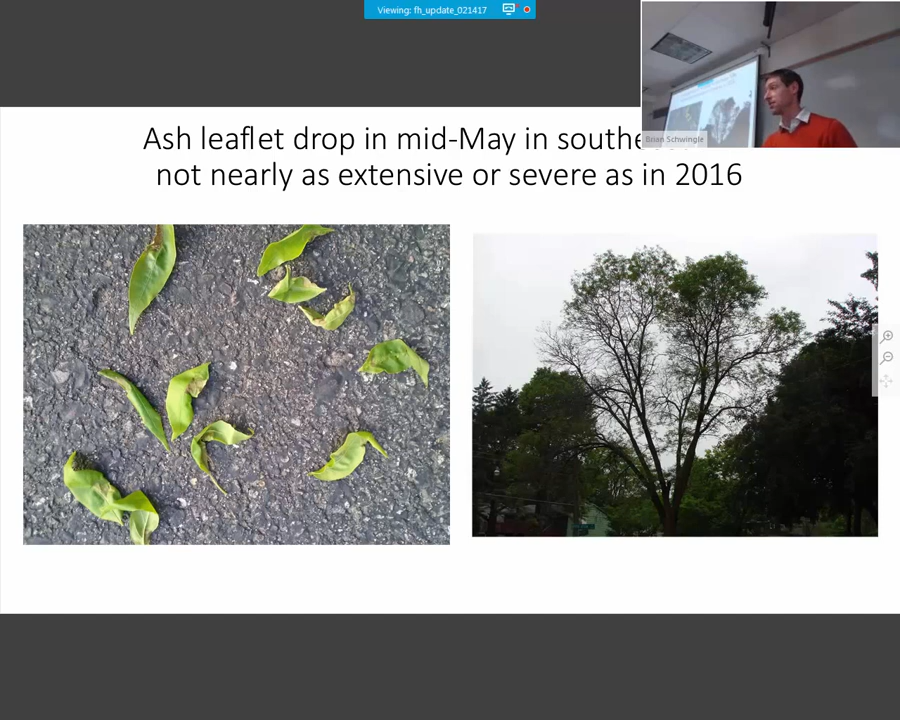 Viewing: fh_update_021417
Brian Schwingle
Ash leaflet drop in mid-May in southe
not nearly as extensive or severe as in 2016